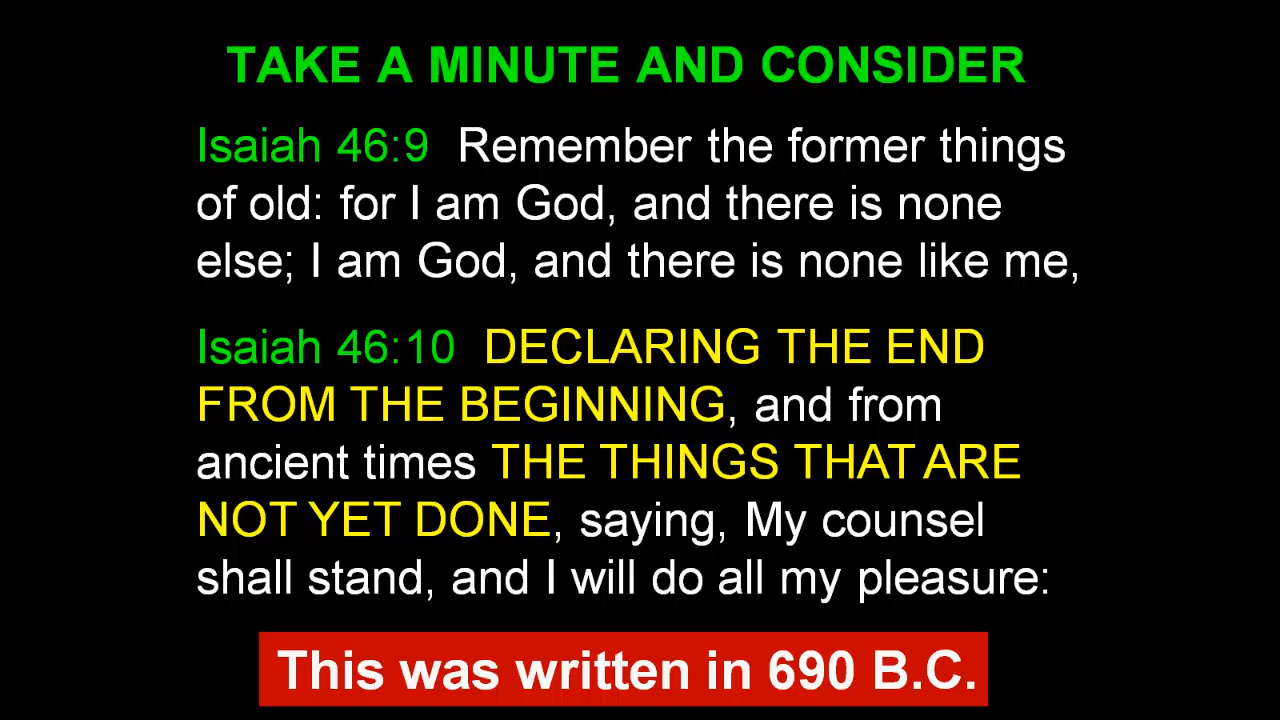 TAKE A MINUTE AND CONSIDER
Isaiah 46:9 Remember the former things
of old: for I am God, and there is none
else; I am God, and there is none like me,
Isaiah 46:10 DECLARING THE END
FROM THE BEGINNING, and from
ancient times THE THINGS THAT ARE
NOT YET DONE, saying, My counsel
shall stand, and I will do all my pleasure:
This was written in 690 B.C.